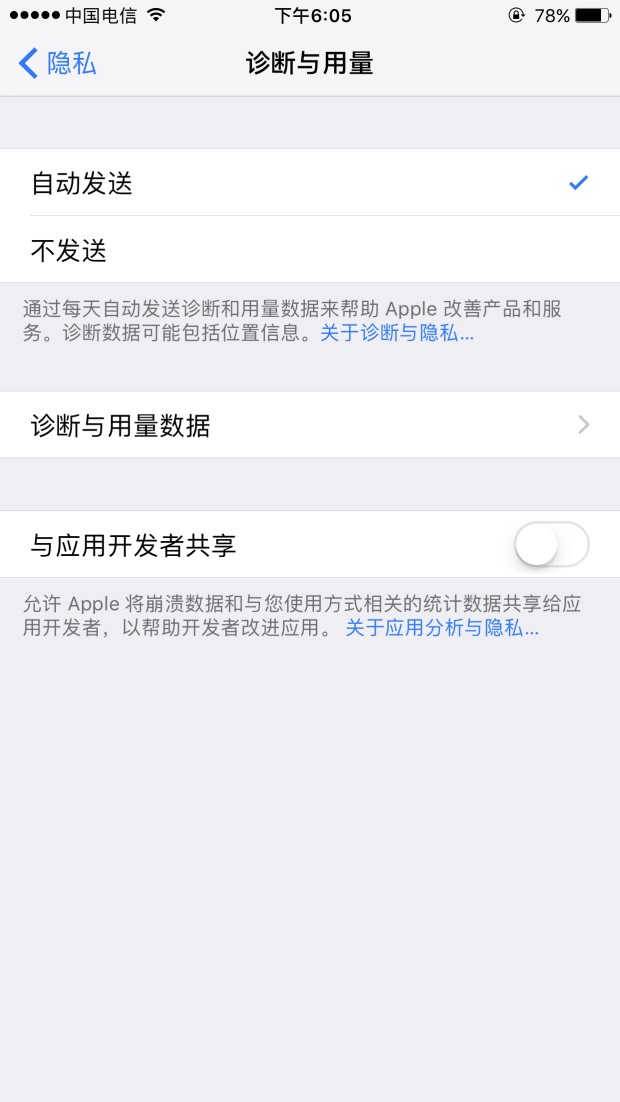 中国电信 下午6:05 78%
隐私 诊断与用量
自动发送
不发送
通过每天自动发送诊断和用量数据来帮助 Apple 改善产品和服
务。诊断数据可能包括位置信息。关于诊断与隐私...
诊断与用量数据
与应用开发者共享
允许 Apple 将崩溃数据和与您使用方式相关的统计数据共享给应
用开发者，以帮助开发者改进应用。 关于应用分析与隐私...